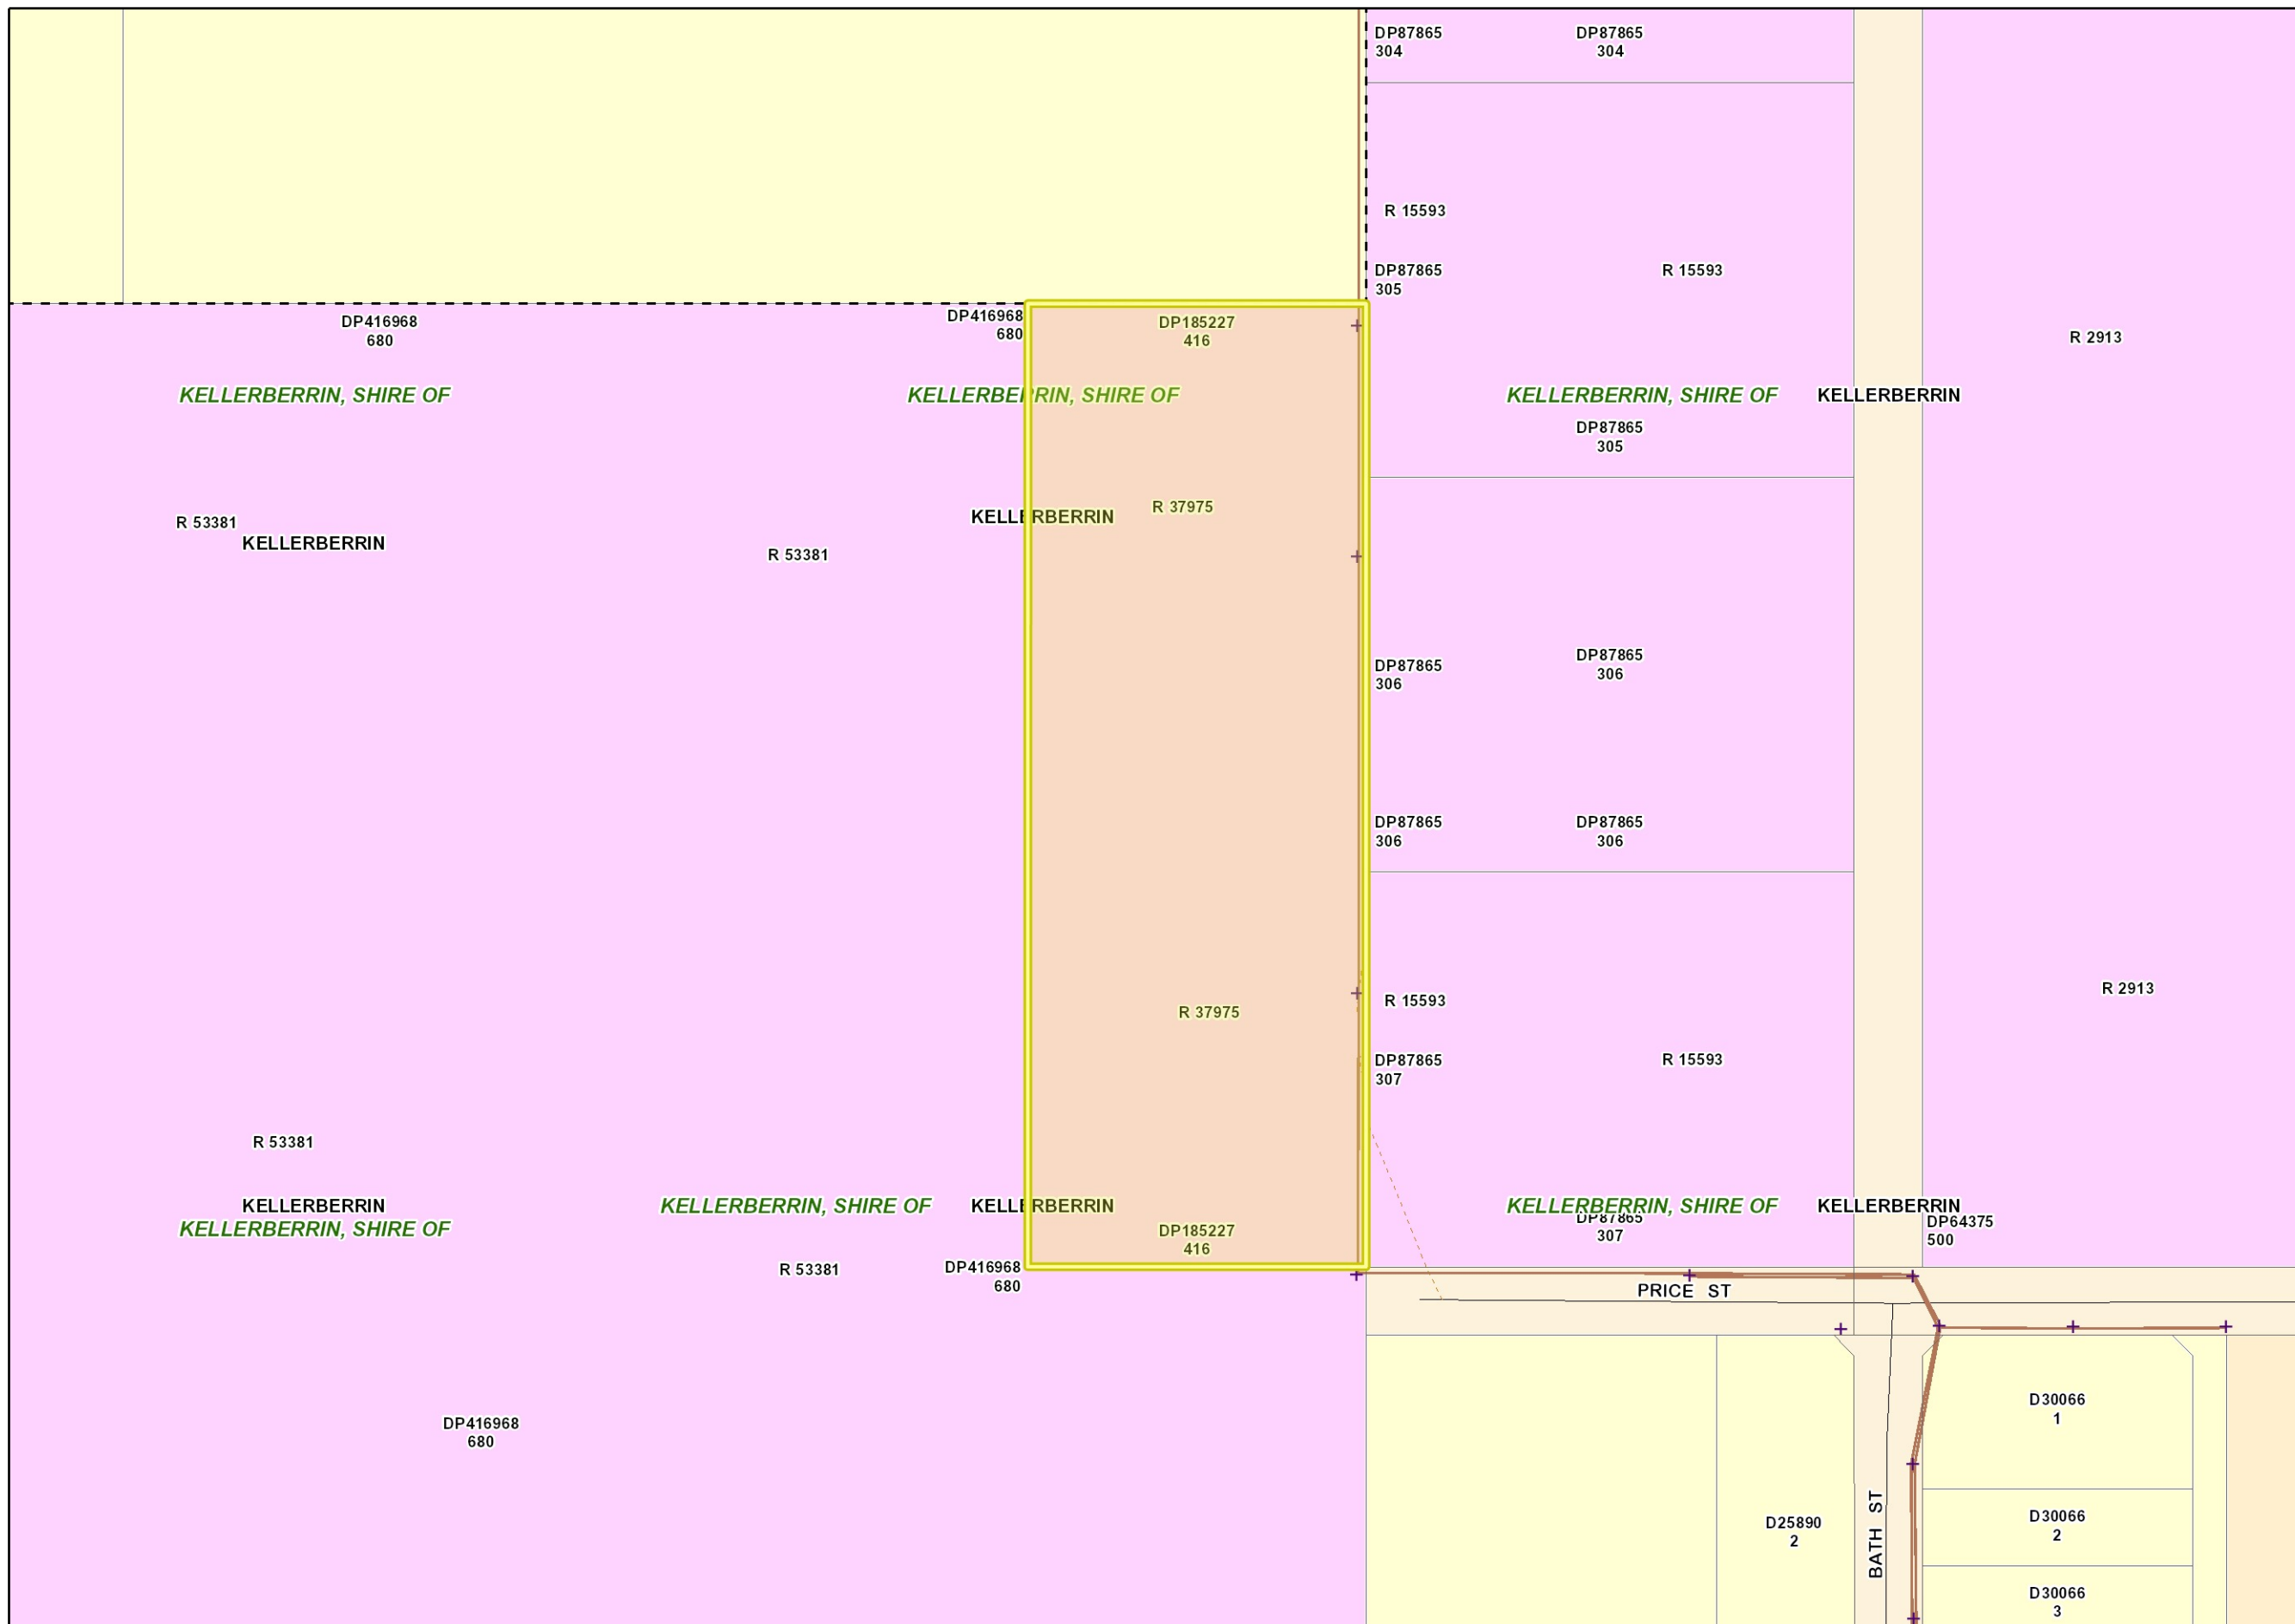 DP87865
304
DP87865
304
R 15593
R 15593
DP87865
305
DP416968
680
DP416968
680
DP185227
416
R 2913
KELLERBERRIN, SHIRE OF
KELLERBERRIN, SHIRE OF
KELLERBERRIN, SHIRE OF
KELLERBERRIN
DP87865
305
R 37975
KELLERBERRIN
R 53381
KELLERBERRIN
R 53381
DP87865
306
DP87865
306
DP87865
306
DP87865
306
R 2913
R 15593
R 37975
R 15593
DP87865
307
R 53381
KELLERBERRIN
KELLERBERRIN, SHIRE OF
KELLERBERRIN, SHIRE OF
KELLERBERRIN
KELLERBERRIN, SHIRE OF
KELLERBERRIN
DP87865
307
DP64375
500
DP185227
416
R 53381
DP416968
680
PRICE ST
DP416968
680
D30066
1
D25890
2
BATH ST
D30066
2
D30066
3